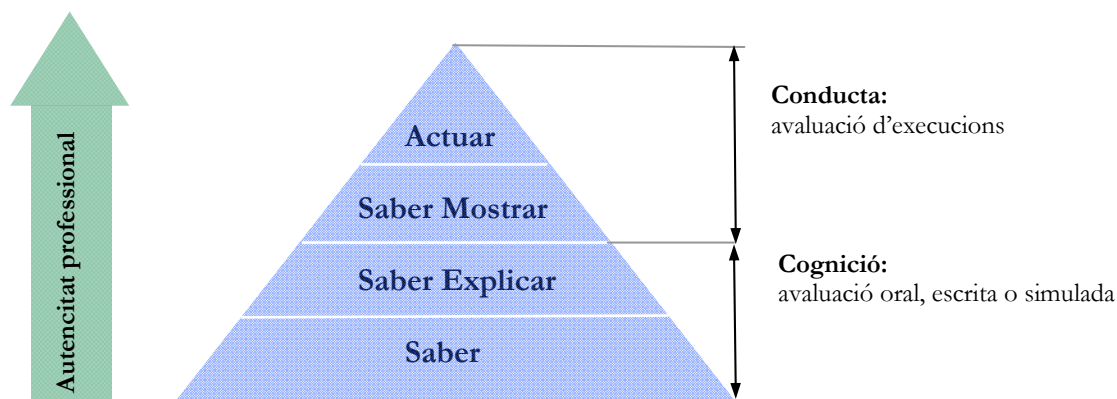 Autencitat professional
Actuar
Saber Mostrar
Saber Explicar
Saber
Conducta:
avaluació d’execucions
Cognició:
avaluació oral, escrita o simulada